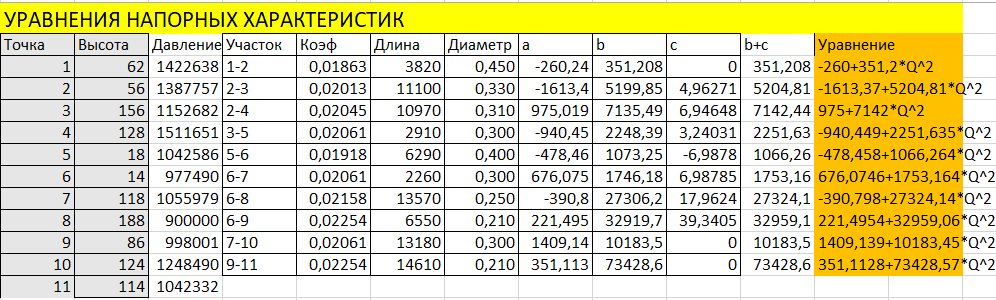 УРАВНЕНИЯ НАПОРНЫХ ХАРАКТЕРИСТИК
Точка Высота Давление Участок Коэф Длина Диаметр a b c b+c Уравнение
1 62 1422638 1-2 0,01863 3820 0,450 -260,24 351,208 0 351,208 -260+351,2*Q^2
2 56 1387757 2-3 0,02013 11100 0,330 -1613,4 5199,85 4,96271 5204,81 -1613,37+5204,81*Q^2
3 156 1152682 2-4 0,02045 10970 0,310 975,019 7135,49 6,94648 7142,44 975+7142*Q^2
4 128 1511651 3-5 0,02061 2910 0,300 -940,45 2248,39 3,24031 2251,63 -940,449+2251,635*Q^2
5 18 1042586 5-6 0,01918 6290 0,400 -478,46 1073,25 -6,9878 1066,26 -478,458+1066,264*Q^2
6 14 977490 6-7 0,02061 2260 0,300 676,075 1746,18 6,98785 1753,16 676,0746+1753,164*Q^2
7 118 1055979 6-8 0,02158 13570 0,250 -390,8 27306,2 17,9624 27324,1 -390,798+27324,14*Q^2
8 188 900000 6-9 0,02254 6550 0,210 221,495 32919,7 39,3405 32959,1 221,4954+32959,06*Q^2
9 86 998001 7-10 0,02061 13180 0,300 1409,14 10183,5 0 10183,5 1409,139+10183,45*Q^2
10 124 1248490 9-11 0,02254 14610 0,210 351,113 73428,6 0 73428,6 351,1128+73428,57*Q^2
11 114 1042332